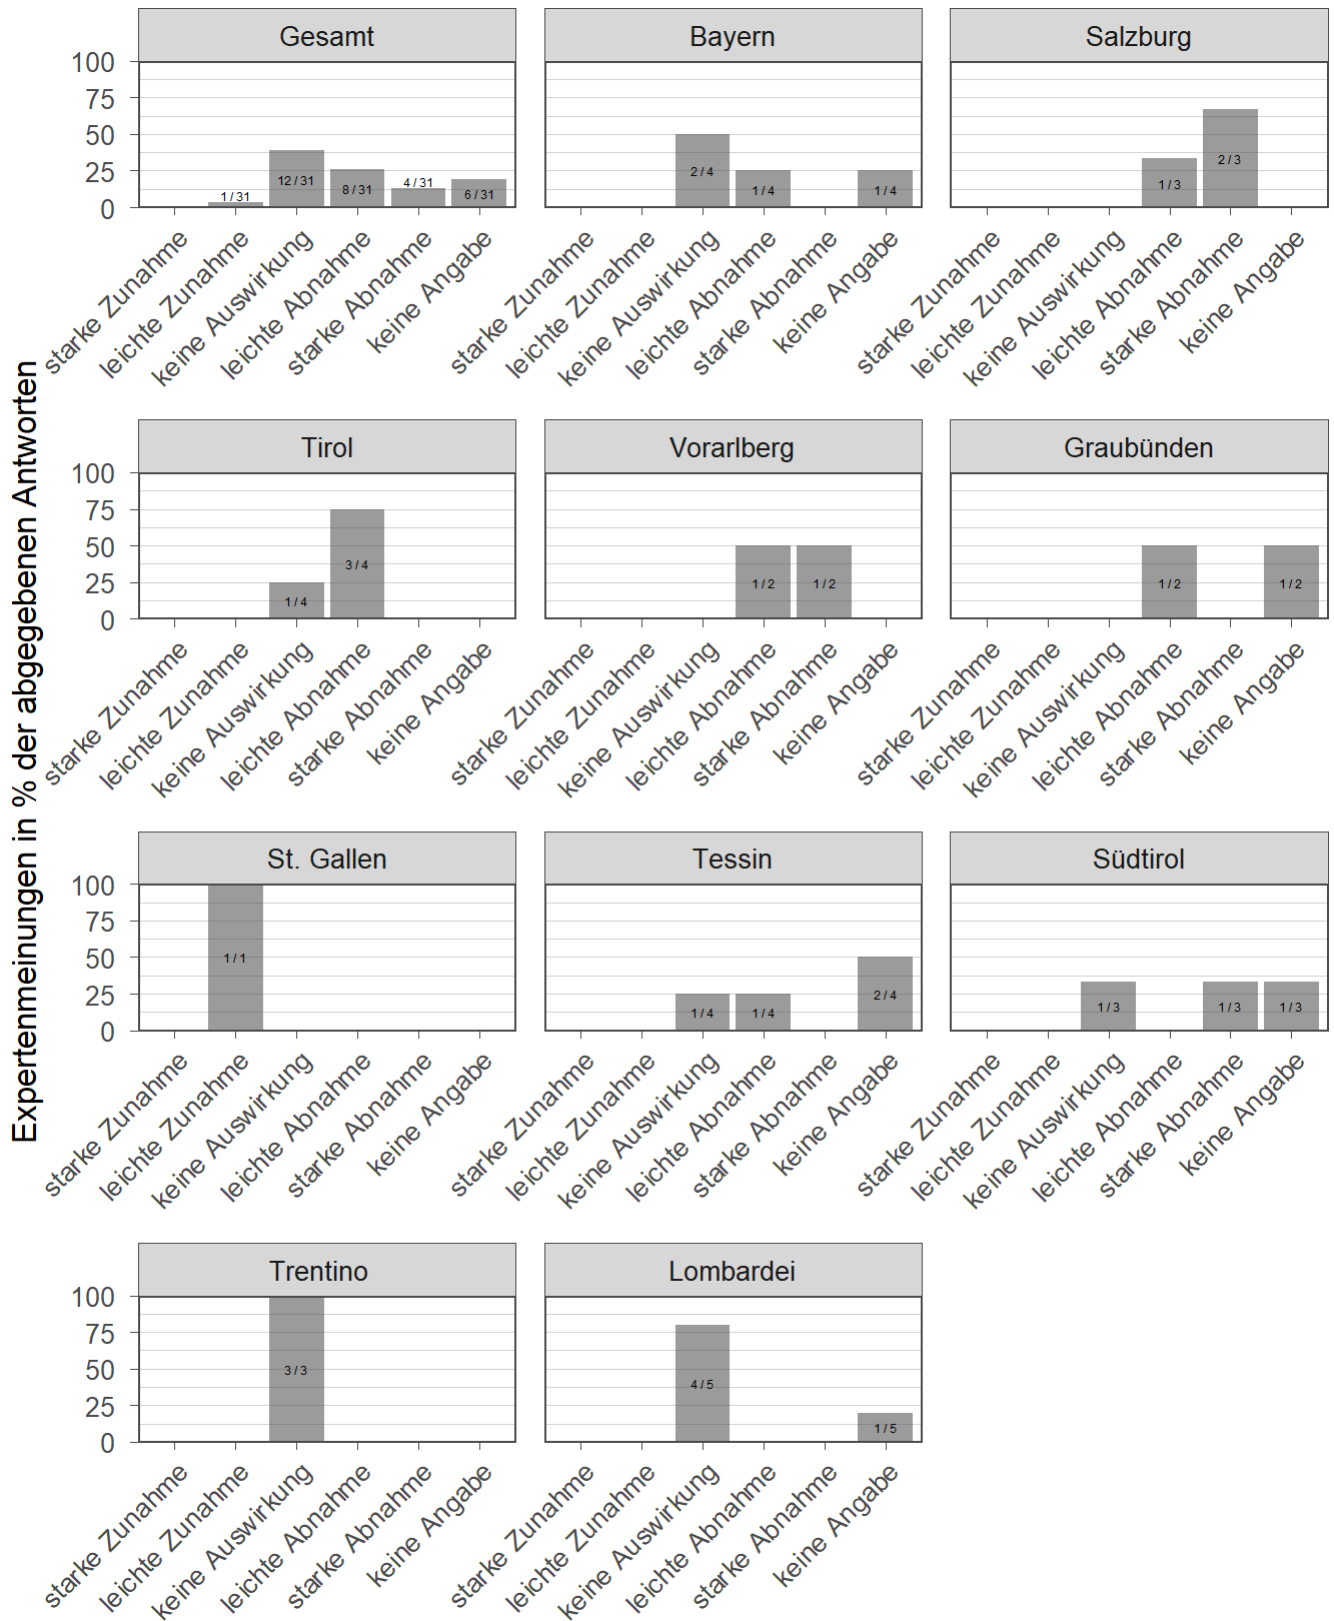 Expertenmeinungen in % der abgegebenen Antworten
Gesamt
100
75
50
25
0
1 / 31
12 / 31
8 / 31
4 / 31
6 / 31
starke Zunahme
leichte Zunahme
keine Auswirkung
leichte Abnahme
starke Abnahme
keine Angabe
Bayern
2 / 4
1 / 4
1 / 4
starke Zunahme
leichte Zunahme
keine Auswirkung
leichte Abnahme
starke Abnahme
keine Angabe
Salzburg
1 / 3
2 / 3
starke Zunahme
leichte Zunahme
keine Auswirkung
leichte Abnahme
starke Abnahme
keine Angabe
Tirol
100
75
50
25
0
1 / 4
3 / 4
starke Zunahme
leichte Zunahme
keine Auswirkung
leichte Abnahme
starke Abnahme
keine Angabe
Vorarlberg
1 / 2
1 / 2
starke Zunahme
leichte Zunahme
keine Auswirkung
leichte Abnahme
starke Abnahme
keine Angabe
Graubünden
1 / 2
1 / 2
starke Zunahme
leichte Zunahme
keine Auswirkung
leichte Abnahme
starke Abnahme
keine Angabe
St. Gallen
100
75
50
25
0
1 / 1
starke Zunahme
leichte Zunahme
keine Auswirkung
leichte Abnahme
starke Abnahme
keine Angabe
Tessin
1 / 4
1 / 4
2 / 4
starke Zunahme
leichte Zunahme
keine Auswirkung
leichte Abnahme
starke Abnahme
keine Angabe
Südtirol
1 / 3
1 / 3
1 / 3
starke Zunahme
leichte Zunahme
keine Auswirkung
leichte Abnahme
starke Abnahme
keine Angabe
Trentino
100
75
50
25
0
3 / 3
starke Zunahme
leichte Zunahme
keine Auswirkung
leichte Abnahme
starke Abnahme
keine Angabe
Lombardei
4 / 5
1 / 5
starke Zunahme
leichte Zunahme
keine Auswirkung
leichte Abnahme
starke Abnahme
keine Angabe